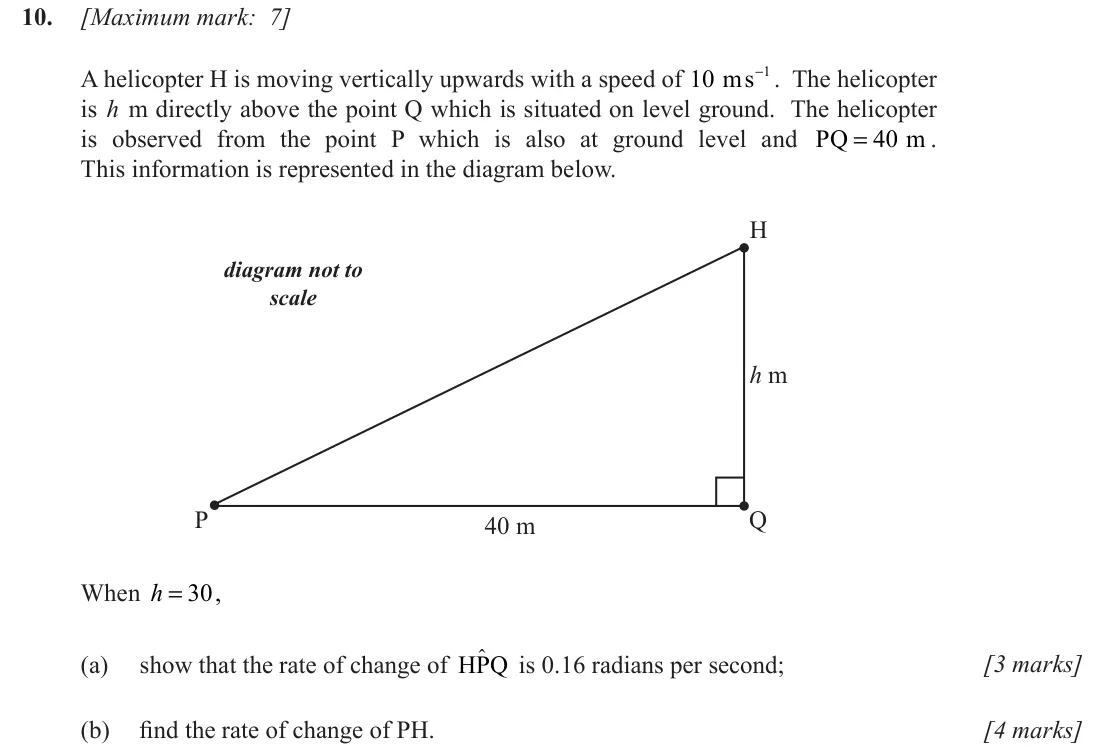 10. [Maximum mark: 7]
A helicopter H is moving vertically upwards with a speed of 10 ms⁻¹. The helicopter
is h m directly above the point Q which is situated on level ground. The helicopter
is observed from the point P which is also at ground level and PQ = 40 m.
This information is represented in the diagram below.
H
diagram not to
scale
h m
P
40 m
Q
When h = 30,
(a) show that the rate of change of HP̂Q is 0.16 radians per second; [3 marks]
(b) find the rate of change of PH. [4 marks]